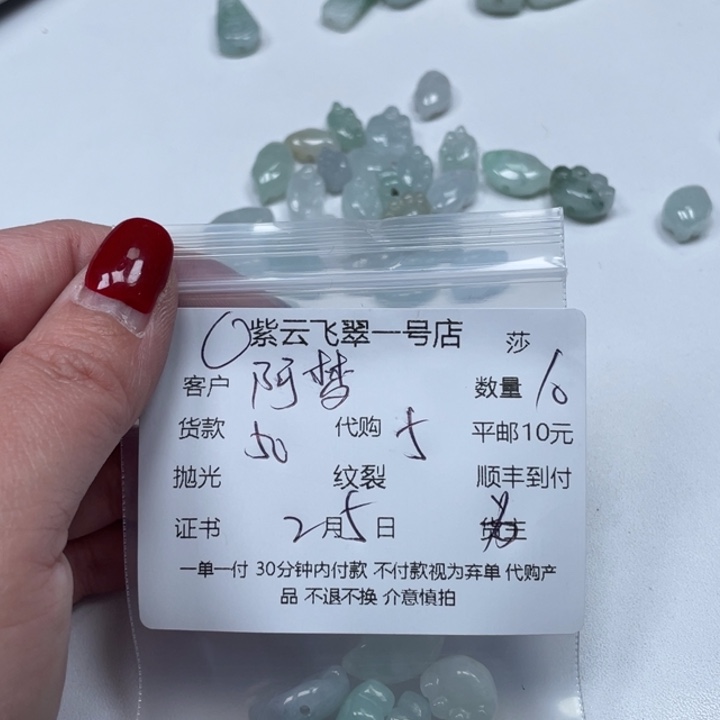 紫云飞翠一号店 莎
客户 阿梦 数量 10
货款 50 代购 5 平邮10元
抛光 纹裂 顺丰到付
证书 2月5日 货主
一单一付 30分钟内付款 不付款视为弃单 代购产
品 不退不换 介意慎拍